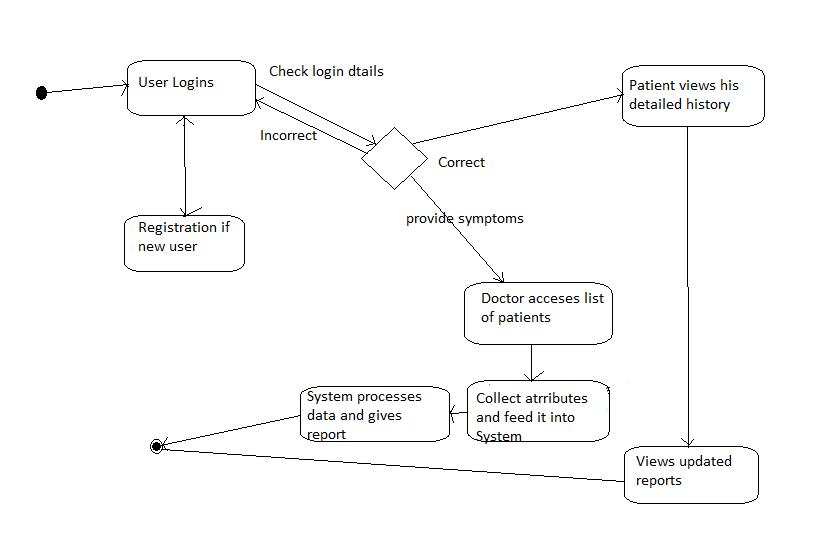 User Logins
Check login dtails
Incorrect
Correct
Patient views his
detailed history
Registration if
new user
provide symptoms
Doctor acceses list
of patients
Collect atrributes
and feed it into
System
System processes
data and gives
report
Views updated
reports